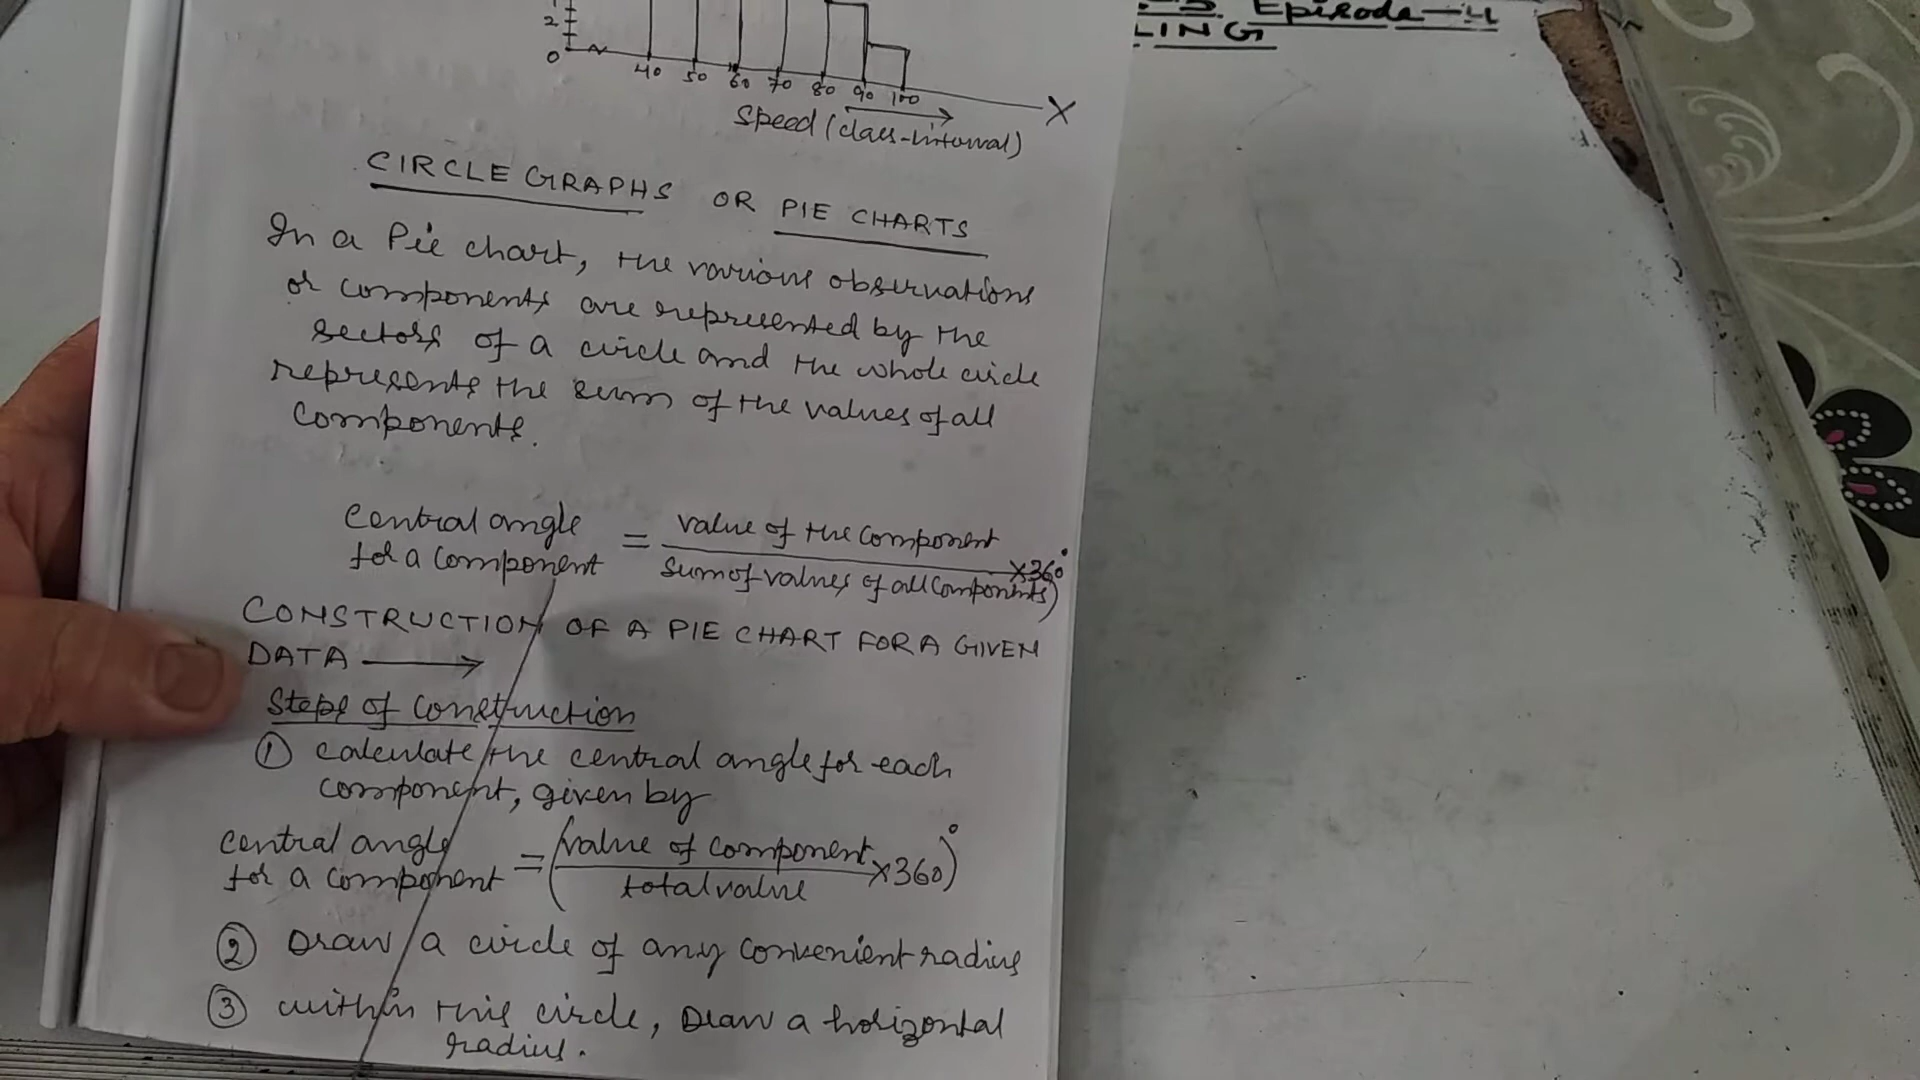 2
0
40 50 60 70 80 90 100
X
Speed (class-interval)
Episode-4
LING
CIRCLE GRAPHS OR PIE CHARTS
In a Pie chart, the various observations
or components are represented by the
sectors of a circle and the whole circle
represents the sum of the values of all
components.
Central angle
for a component = value of the component / sum of values of all components) ×360°
CONSTRUCTION OF A PIE CHART FOR A GIVEN
DATA →
Steps of Construction
① calculate the central angle for each
component, given by
central angle
for a component = (value of component / total value ×360)°
② Draw a circle of any convenient radius
③ within this circle, Draw a horizontal
radius.